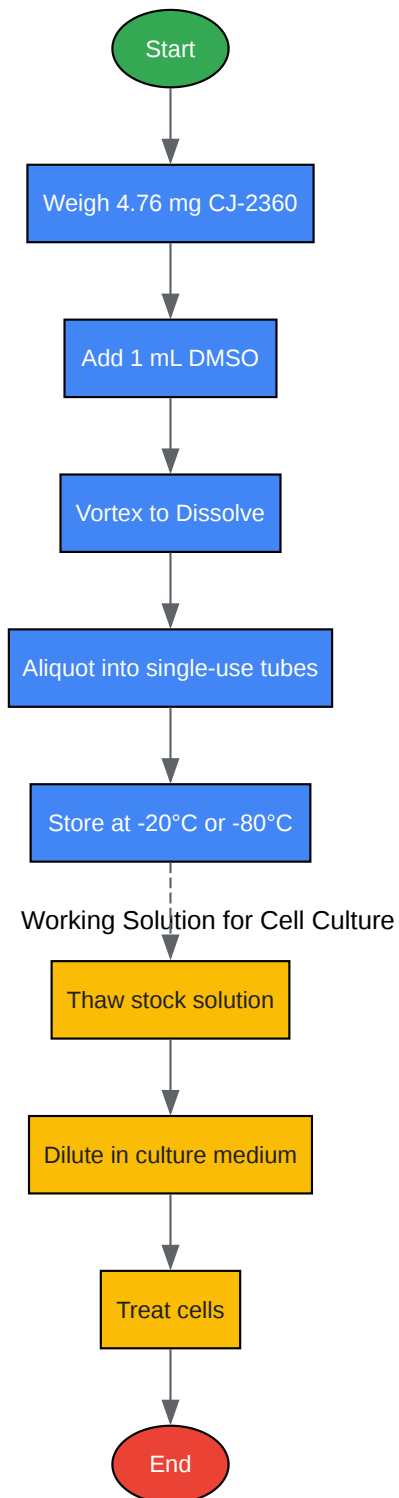 Start
Weigh 4.76 mg CJ-2360
Add 1 mL DMSO
Vortex to Dissolve
Aliquot into single-use tubes
Store at -20°C or -80°C
Working Solution for Cell Culture
Thaw stock solution
Dilute in culture medium
Treat cells
End